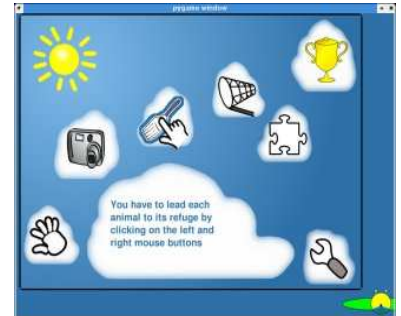 pygame window
You have to lead each
animal to its refuge by
clicking on the left and
right mouse buttons